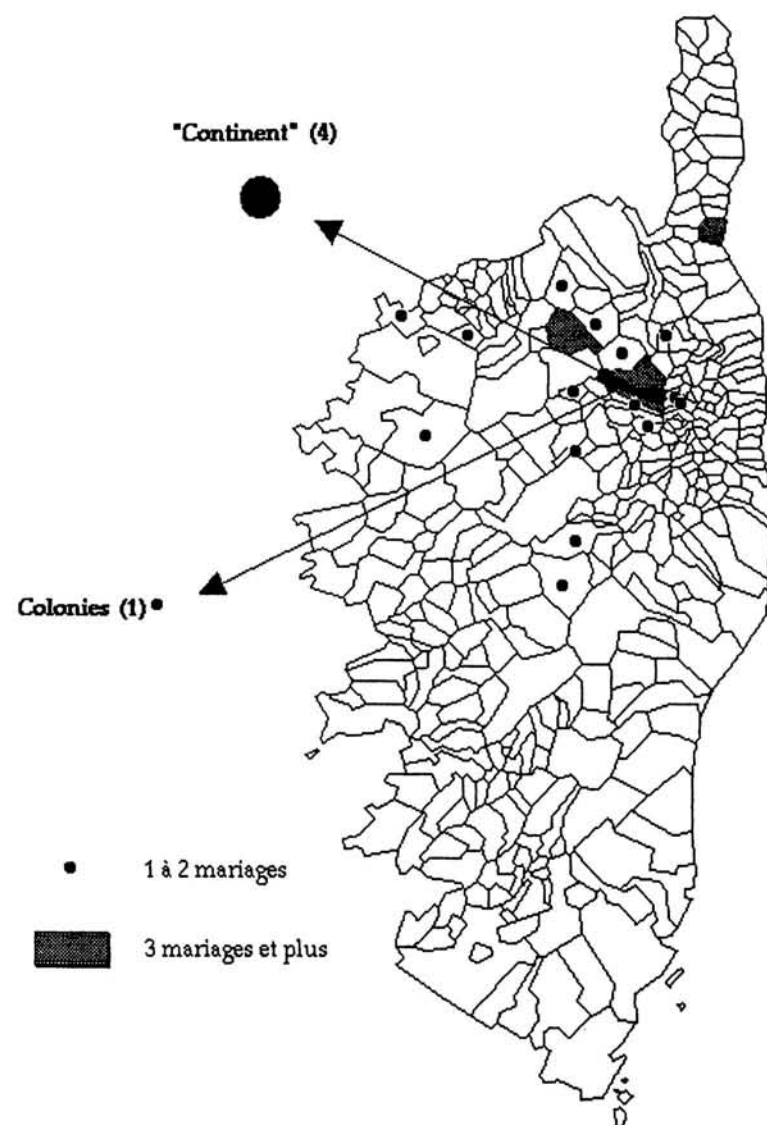 "Continent" (4)
Colonies (1)
1 à 2 mariages
3 mariages et plus